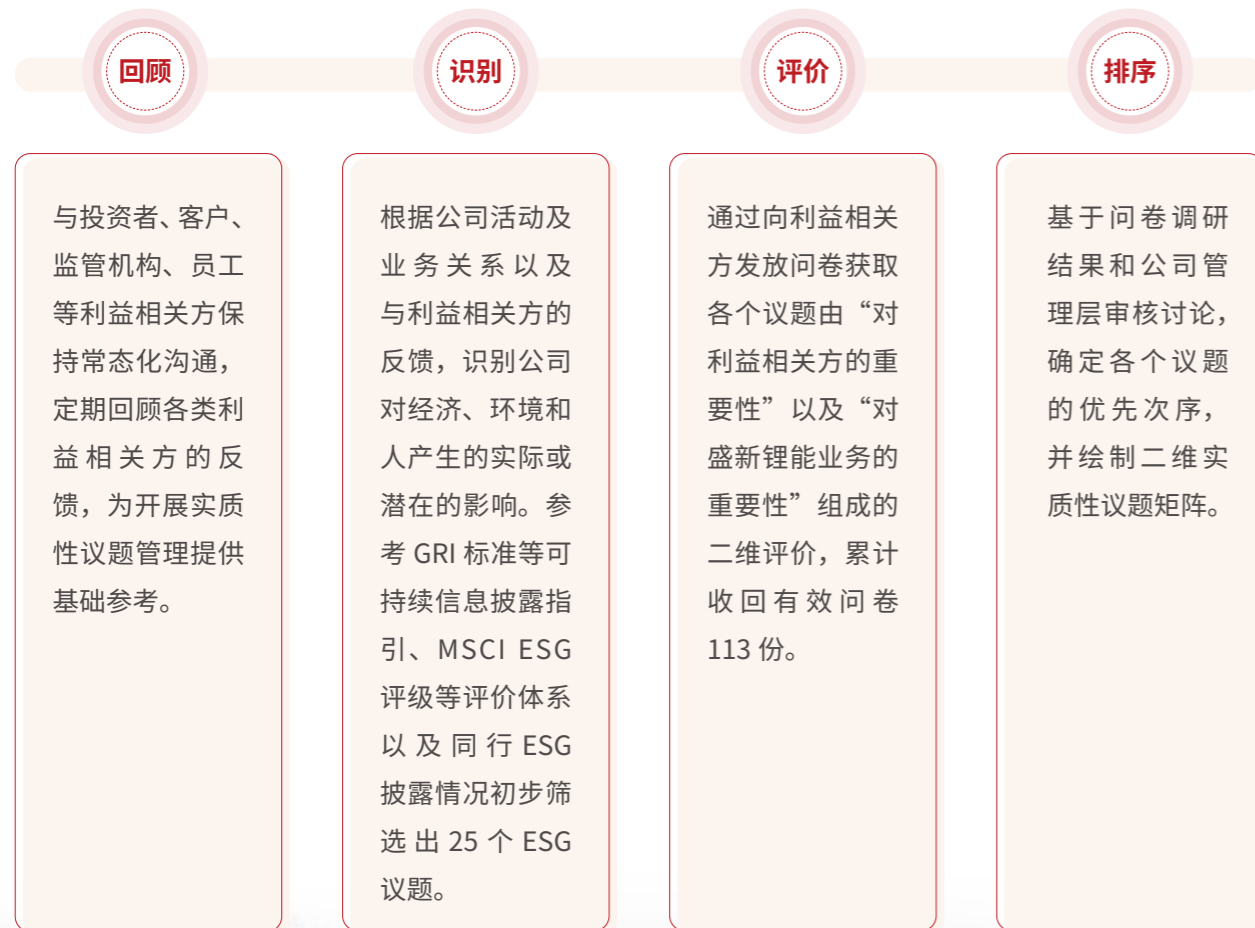 回顾
与投资者、客户、
监管机构、员工
等利益相关方保
持常态化沟通，
定期回顾各类利
益相关方的反
馈，为开展实质
性议题管理提供
基础参考。
识别
根据公司活动及
业务关系以及
与利益相关方的
反馈，识别公司
对经济、环境和
人产生的实际或
潜在的影响。参
考 GRI 标准等可
持续信息披露指
引、MSCI ESG
评级等评价体系
以及同行 ESG
披露情况初步筛
选出 25 个 ESG
议题。
评价
通过向利益相关
方发放问卷获取
各个议题由“对
利益相关方的重
要性”以及“对
盛新锂能业务的
重要性”组成的
二维评价，累计
收回有效问卷
113 份。
排序
基于问卷调研
结果和公司管
理层审核讨论，
确定各个议题
的优先次序，
并绘制二维实
质性议题矩阵。